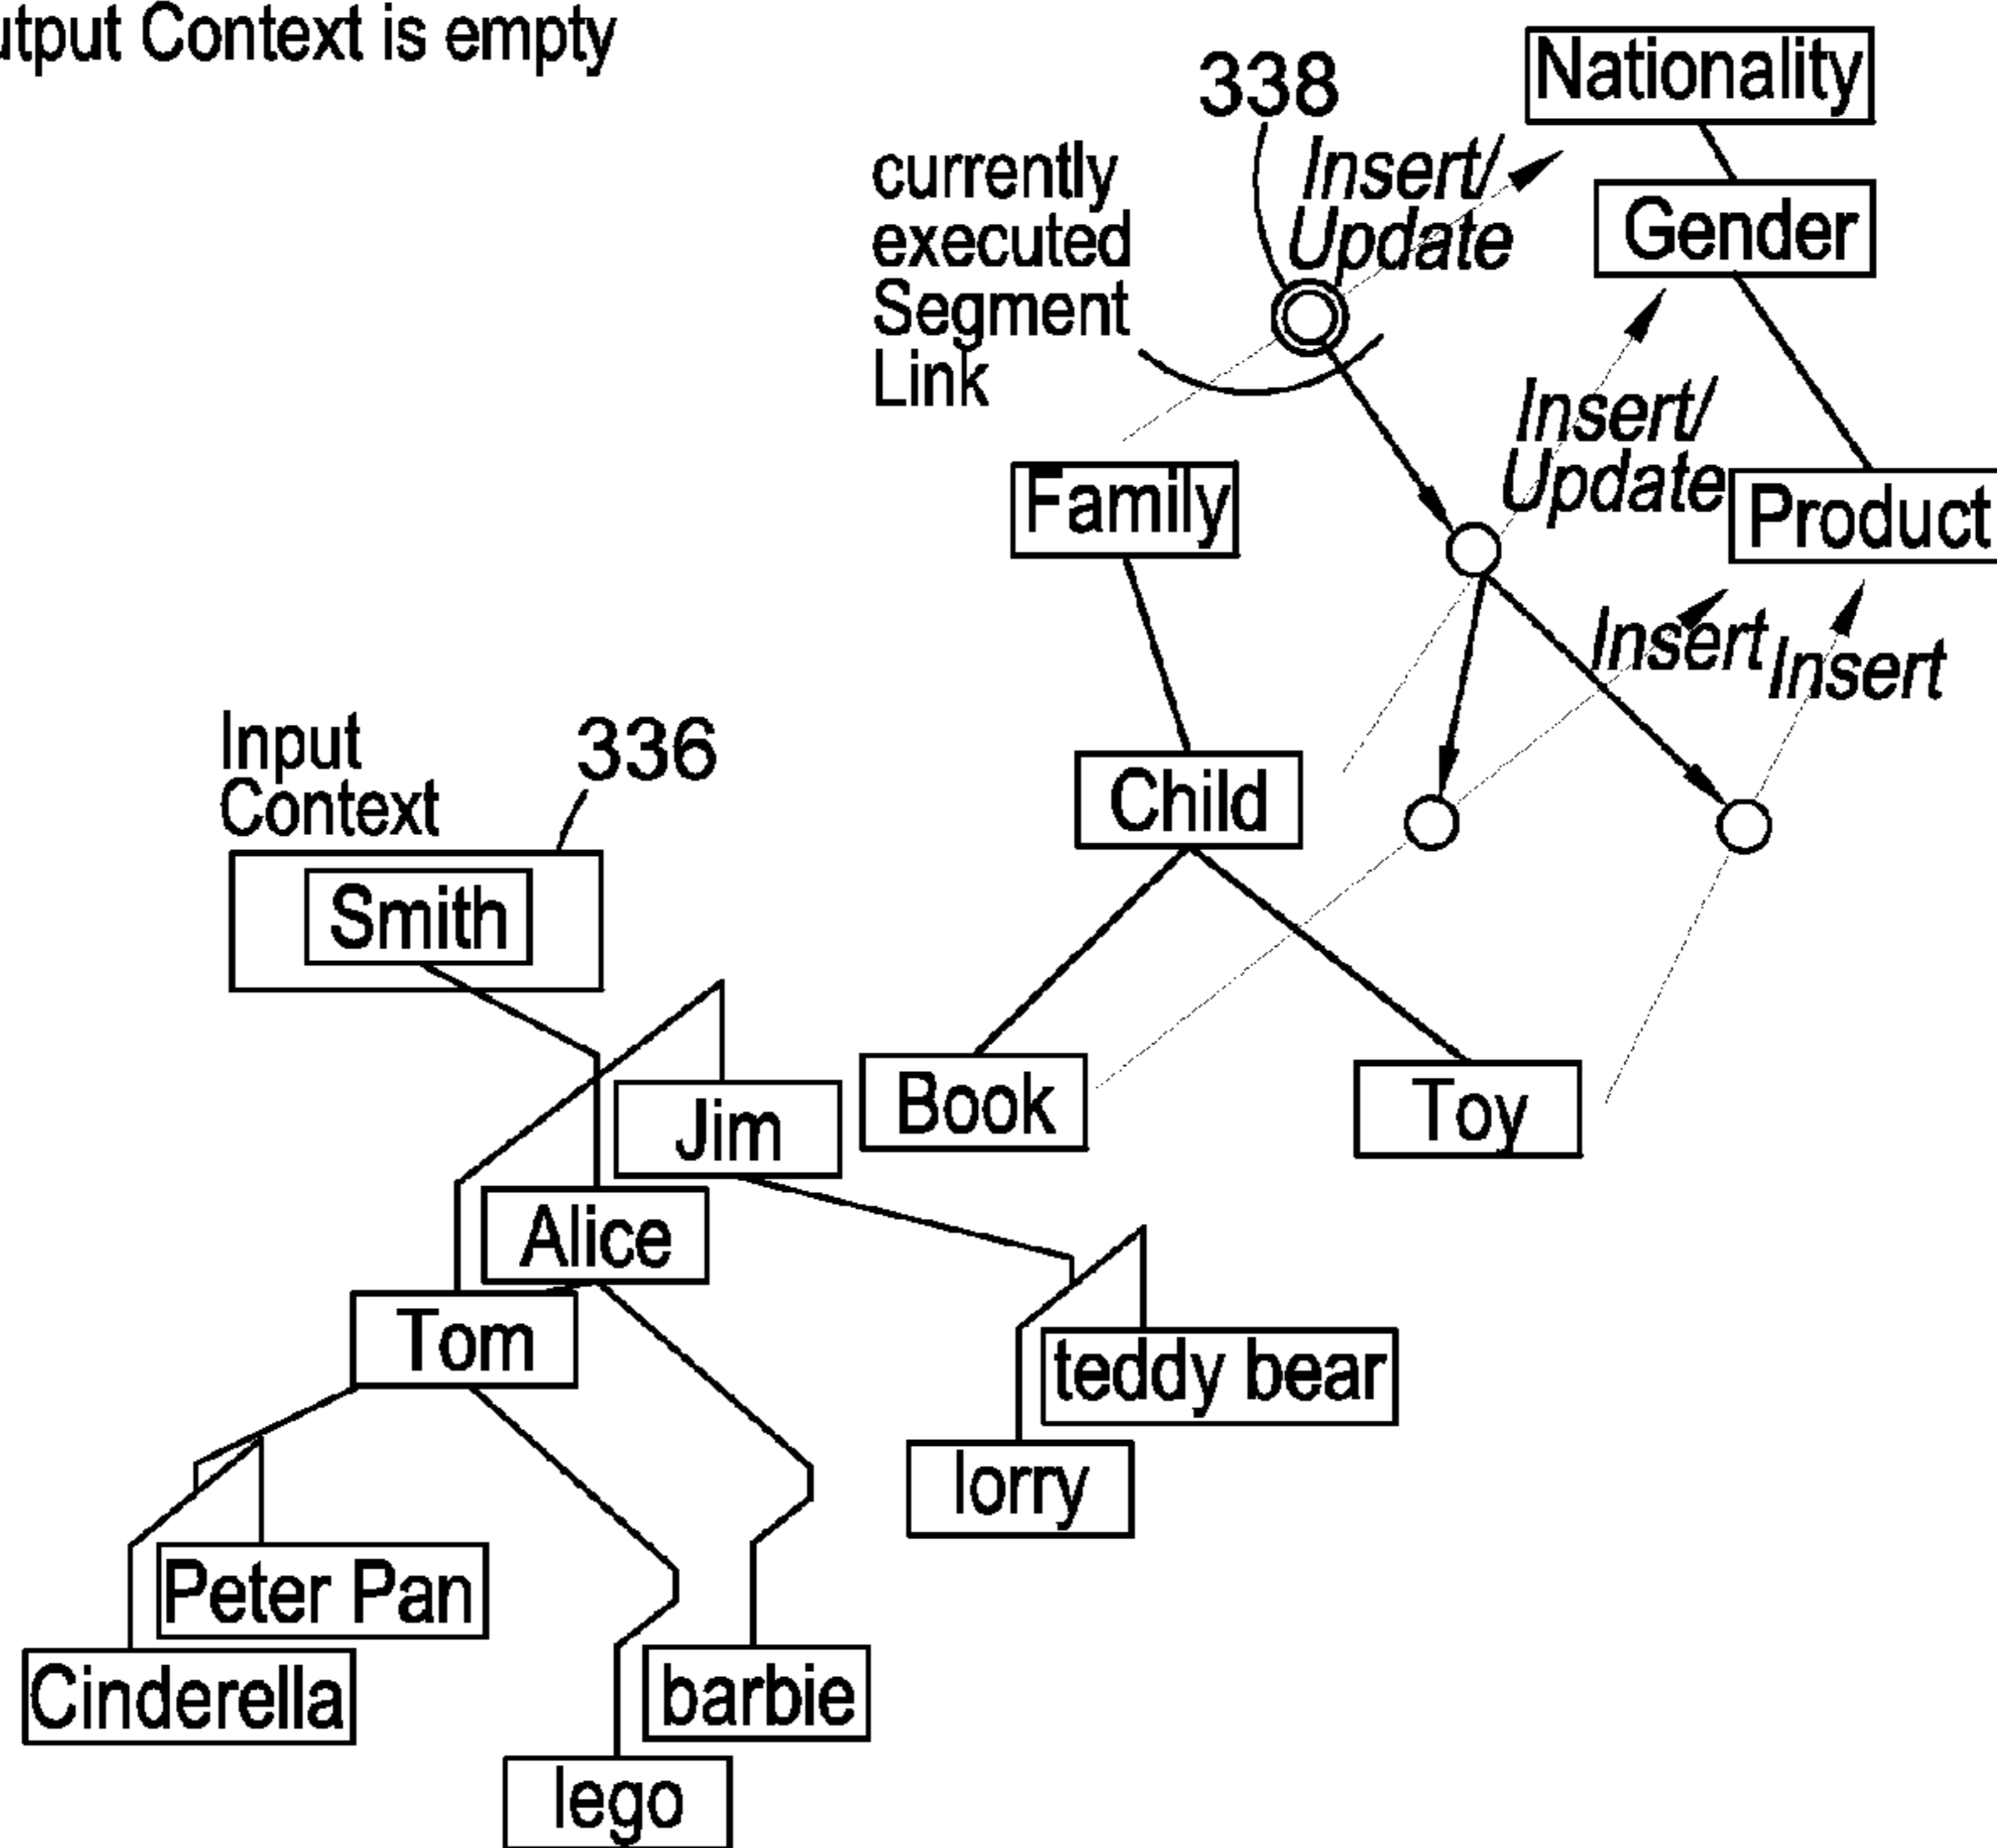 utput Context is empty
338
Nationality
currently
executed
Segment
Link
Insert/
Update
Gender
Insert/
Update
Family
Product
Insert
Insert
Input
Context
336
Child
Smith
Book
Toy
Jim
Alice
Tom
teddy bear
lorry
Peter Pan
Cinderella
barbie
lego